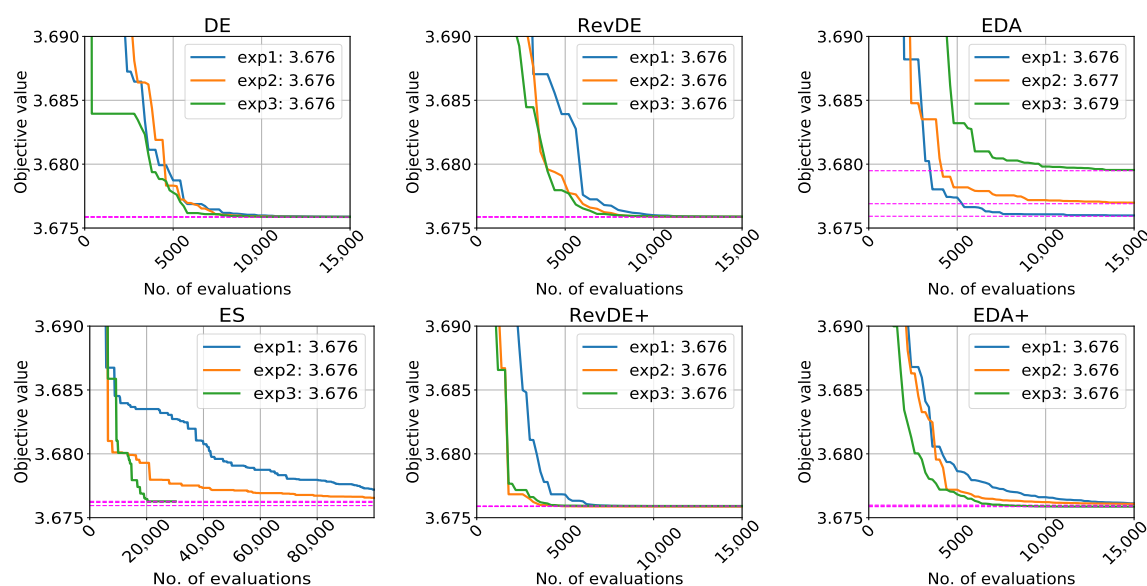 DE
3.690
3.685
3.680
3.675
Objective value
exp1: 3.676
exp2: 3.676
exp3: 3.676
0
5000
10,000
15,000
No. of evaluations
RevDE
3.690
3.685
3.680
3.675
Objective value
exp1: 3.676
exp2: 3.676
exp3: 3.676
0
5000
10,000
15,000
No. of evaluations
EDA
3.690
3.685
3.680
3.675
Objective value
exp1: 3.676
exp2: 3.677
exp3: 3.679
0
5000
10,000
15,000
No. of evaluations
ES
3.690
3.685
3.680
3.675
Objective value
exp1: 3.676
exp2: 3.676
exp3: 3.676
0
20,000
40,000
60,000
80,000
No. of evaluations
RevDE+
3.690
3.685
3.680
3.675
Objective value
exp1: 3.676
exp2: 3.676
exp3: 3.676
0
5000
10,000
15,000
No. of evaluations
EDA+
3.690
3.685
3.680
3.675
Objective value
exp1: 3.676
exp2: 3.676
exp3: 3.676
0
5000
10,000
15,000
No. of evaluations